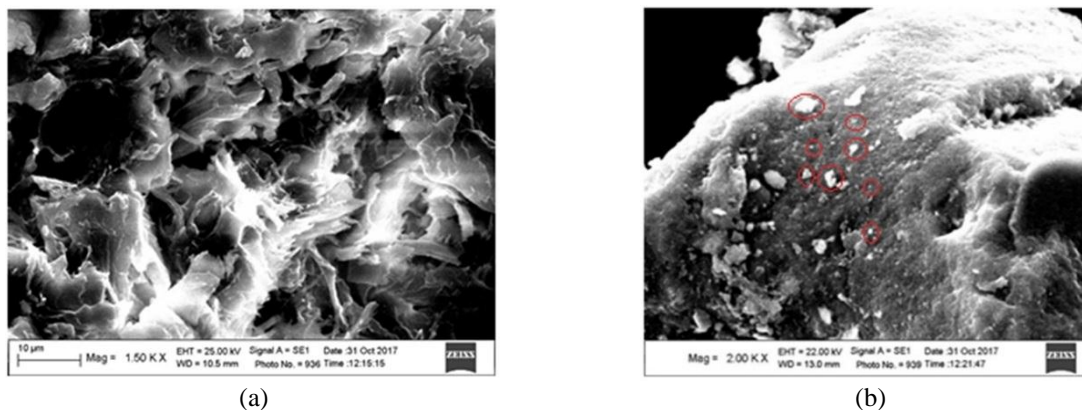 10 µm
Mag = 1.50 K X
EHT = 25.00 kV Signal A = SE1 Date :31 Oct 2017
WD = 10.5 mm Photo No. = 936 Time :12:15:15
ZEISS
(a)
Mag = 2.00 K X
EHT = 22.00 kV Signal A = SE1 Date :31 Oct 2017
WD = 13.0 mm Photo No. = 939 Time :12:21:47
ZEISS
(b)